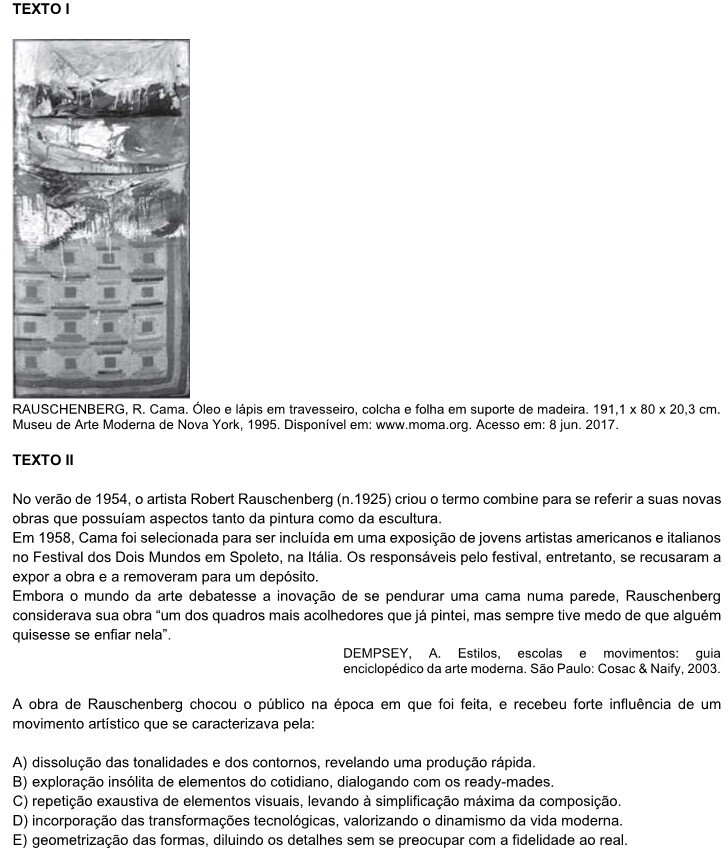 TEXTO I
RAUSCHENBERG, R. Cama. Óleo e lápis em travesseiro, colcha e folha em suporte de madeira. 191,1 x 80 x 20,3 cm.
Museu de Arte Moderna de Nova York, 1995. Disponível em: www.moma.org. Acesso em: 8 jun. 2017.
TEXTO II
No verão de 1954, o artista Robert Rauschenberg (n.1925) criou o termo combine para se referir a suas novas
obras que possuíam aspectos tanto da pintura como da escultura.
Em 1958, Cama foi selecionada para ser incluída em uma exposição de jovens artistas americanos e italianos
no Festival dos Dois Mundos em Spoleto, na Itália. Os responsáveis pelo festival, entretanto, se recusaram a
expor a obra e a removeram para um depósito.
Embora o mundo da arte debatesse a inovação de se pendurar uma cama numa parede, Rauschenberg
considerava sua obra “um dos quadros mais acolhedores que já pintei, mas sempre tive medo de que alguém
quisesse se enfiar nela”.
DEMPSEY, A. Estilos, escolas e movimentos: guia
enciclopédico da arte moderna. São Paulo: Cosac & Naify, 2003.
A obra de Rauschenberg chocou o público na época em que foi feita, e recebeu forte influência de um
movimento artístico que se caracterizava pela:
A) dissolução das tonalidades e dos contornos, revelando uma produção rápida.
B) exploração insólita de elementos do cotidiano, dialogando com os ready-mades.
C) repetição exaustiva de elementos visuais, levando à simplificação máxima da composição.
D) incorporação das transformações tecnológicas, valorizando o dinamismo da vida moderna.
E) geometrização das formas, diluindo os detalhes sem se preocupar com a fidelidade ao real.